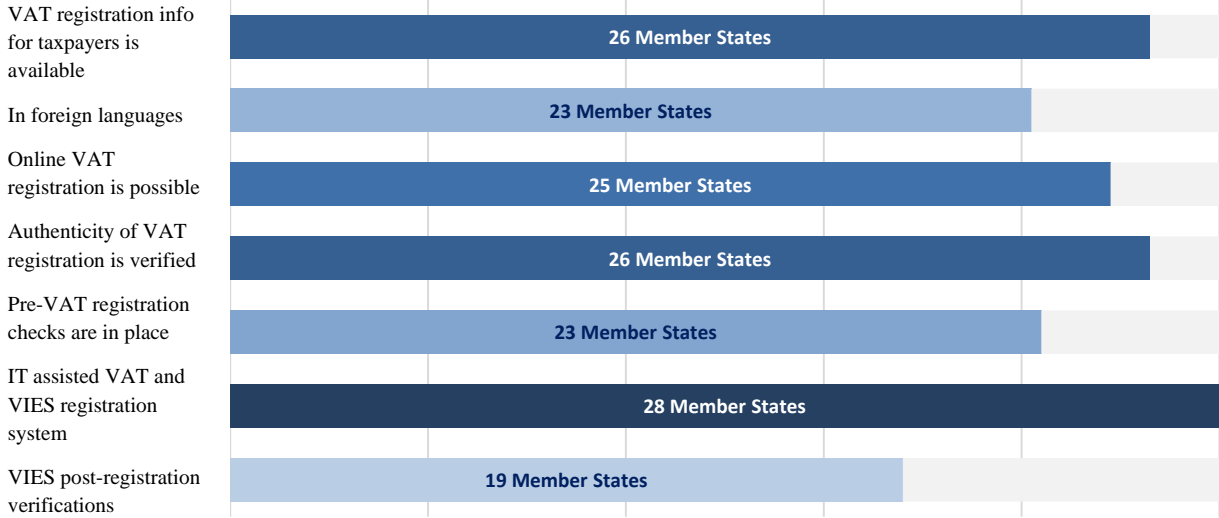 VAT registration info
for taxpayers is
available
26 Member States
In foreign languages
23 Member States
Online VAT
registration is possible
25 Member States
Authenticity of VAT
registration is verified
26 Member States
Pre-VAT registration
checks are in place
23 Member States
IT assisted VAT and
VIES registration
system
28 Member States
VIES post-registration
verifications
19 Member States